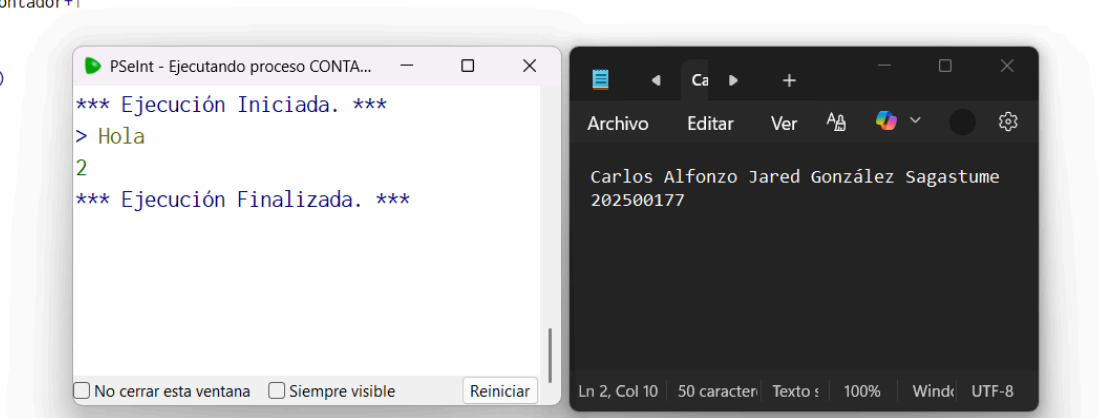 PSeInt - Ejecutando proceso CONTA...
*** Ejecución Iniciada. ***
> Hola
2
*** Ejecución Finalizada. ***
No cerrar esta ventana Siempre visible Reiniciar
Ca
Archivo Editar Ver
Carlos Alfonzo Jared González Sagastume
202500177
Ln 2, Col 10 50 caracter Texto s 100% Windo UTF-8